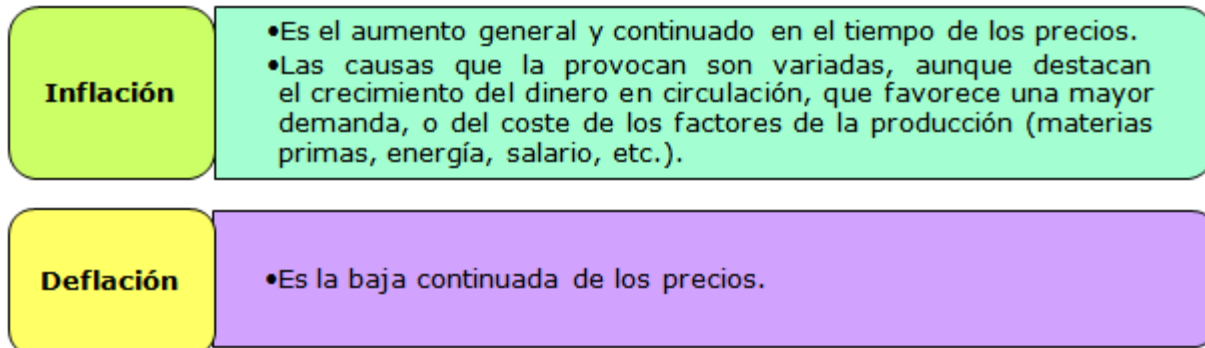 Inflación
•Es el aumento general y continuado en el tiempo de los precios.
•Las causas que la provocan son variadas, aunque destacan
el crecimiento del dinero en circulación, que favorece una mayor
demanda, o del coste de los factores de la producción (materias
primas, energía, salario, etc.).
Deflación
•Es la baja continuada de los precios.